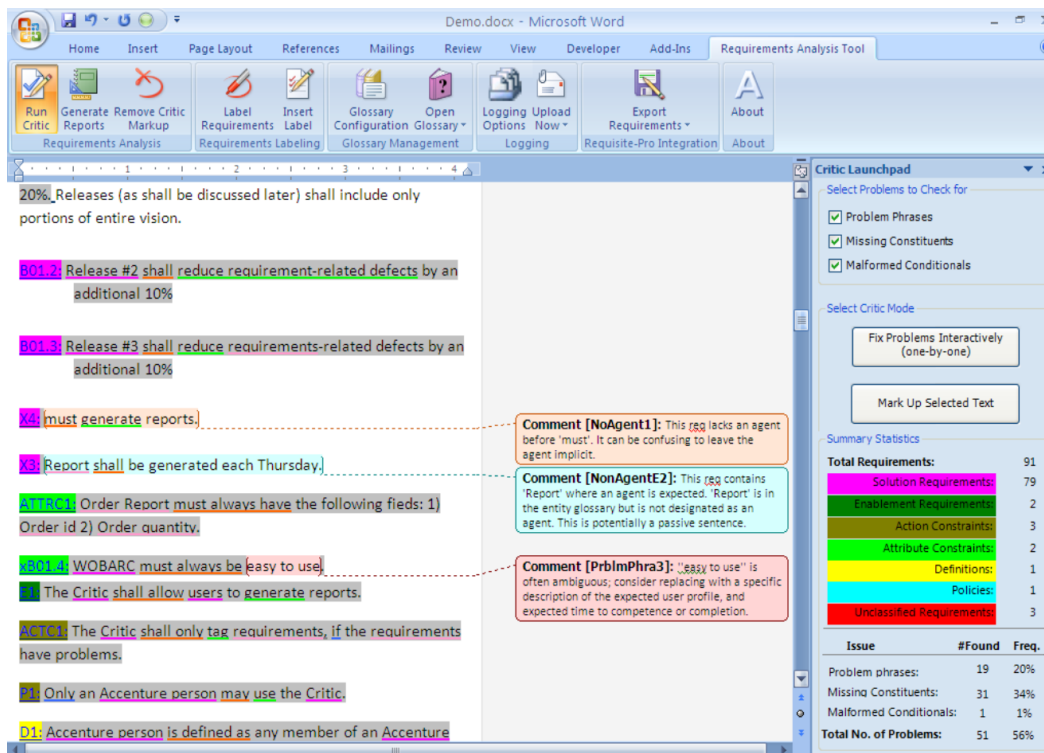 Demo.docx - Microsoft Word
Home Insert Page Layout References Mailings Review View Developer Add-Ins Requirements Analysis Tool
Run Critic
Generate Reports
Remove Critic Markup
Label Requirements
Insert Label
Glossary Configuration
Open Glossary
Logging Options
Upload Now
Export Requirements
About
Requirements Analysis Requirements Labeling Glossary Management Logging Requisite-Pro Integration About
1 2 3 4
20%. Releases (as shall be discussed later) shall include only
portions of entire vision.
B01.2: Release #2 shall reduce requirement-related defects by an
additional 10%
B01.3: Release #3 shall reduce requirements-related defects by an
additional 10%
X4: must generate reports.
X3: Report shall be generated each Thursday.
ATTRC1: Order Report must always have the following fieds: 1)
Order id 2) Order quantity.
xB01.4: WOBARC must always be easy to use.
E1: The Critic shall allow users to generate reports.
ACTC1: The Critic shall only tag requirements, if the requirements
have problems.
P1: Only an Accenture person may use the Critic.
D1: Accenture person is defined as any member of an Accenture
Comment [NoAgent1]: This req lacks an agent
before 'must'. It can be confusing to leave the
agent implicit.
Comment [NonAgentE2]: This req contains
'Report' where an agent is expected. 'Report' is in
the entity glossary but is not designated as an
agent. This is potentially a passive sentence.
Comment [PrblmPhra3]: "easy to use" is
often ambiguous; consider replacing with a specific
description of the expected user profile, and
expected time to competence or completion.
Critic Launchpad
Select Problems to Check for
Problem Phrases
Missing Constituents
Malformed Conditionals
Select Critic Mode
Fix Problems Interactively
(one-by-one)
Mark Up Selected Text
Summary Statistics
Total Requirements: 91
Solution Requirements: 79
Enablement Requirements: 2
Action Constraints: 3
Attribute Constraints: 2
Definitions: 1
Policies: 1
Unclassified Requirements: 3
Issue #Found Freq.
Problem phrases: 19 20%
Missing Constituents: 31 34%
Malformed Conditionals: 1 1%
Total No. of Problems: 51 56%